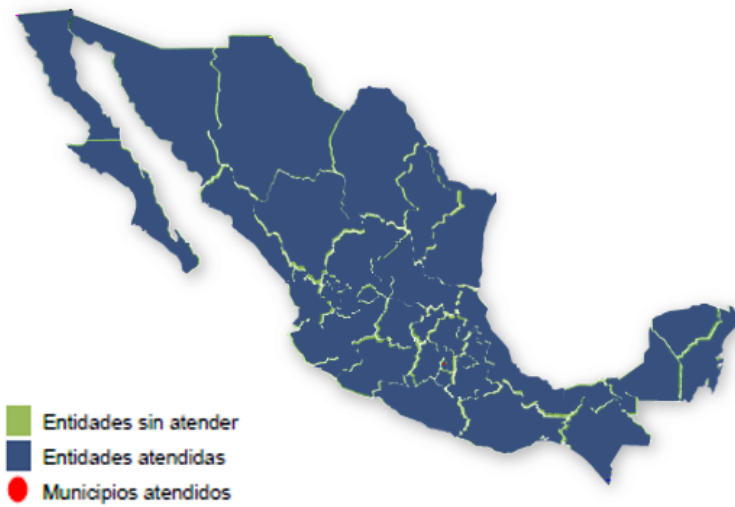 Entidades sin atender
Entidades atendidas
Municipios atendidos